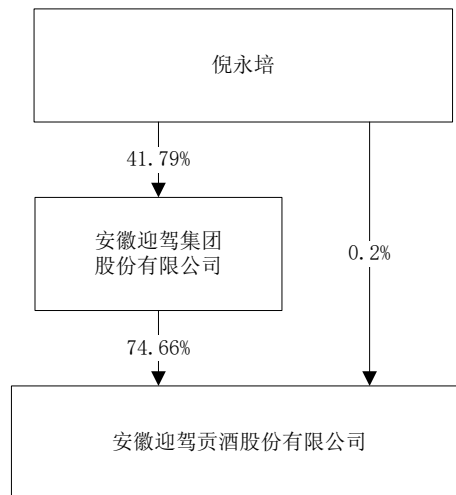 倪永培
41.79%
安徽迎驾集团
股份有限公司
0.2%
74.66%
安徽迎驾贡酒股份有限公司